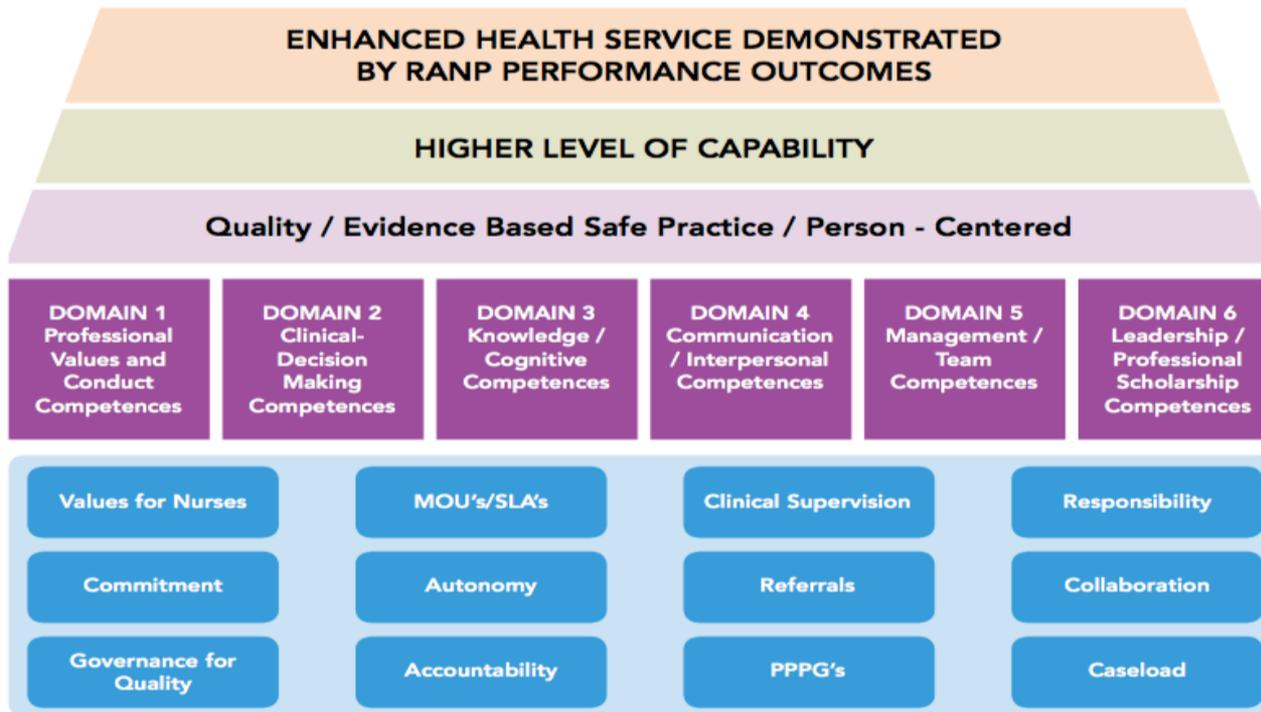 ENHANCED HEALTH SERVICE DEMONSTRATED
BY RANP PERFORMANCE OUTCOMES
HIGHER LEVEL OF CAPABILITY
Quality / Evidence Based Safe Practice / Person - Centered
DOMAIN 1
Professional
Values and
Conduct
Competences
DOMAIN 2
Clinical-
Decision
Making
Competences
DOMAIN 3
Knowledge /
Cognitive
Competences
DOMAIN 4
Communication
/ Interpersonal
Competences
DOMAIN 5
Management /
Team
Competences
DOMAIN 6
Leadership /
Professional
Scholarship
Competences
Values for Nurses
MOU's/SLA's
Clinical Supervision
Responsibility
Commitment
Autonomy
Referrals
Collaboration
Governance for
Quality
Accountability
PPPG's
Caseload